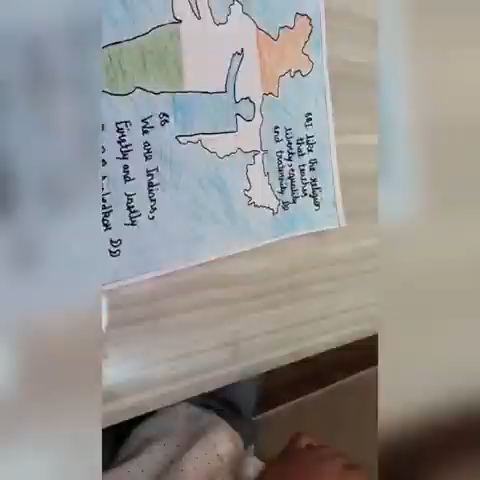 “I like the religion
that teaches
liberty, equality
and fraternity”
“
We are Indians,
Firstly and lastly
”